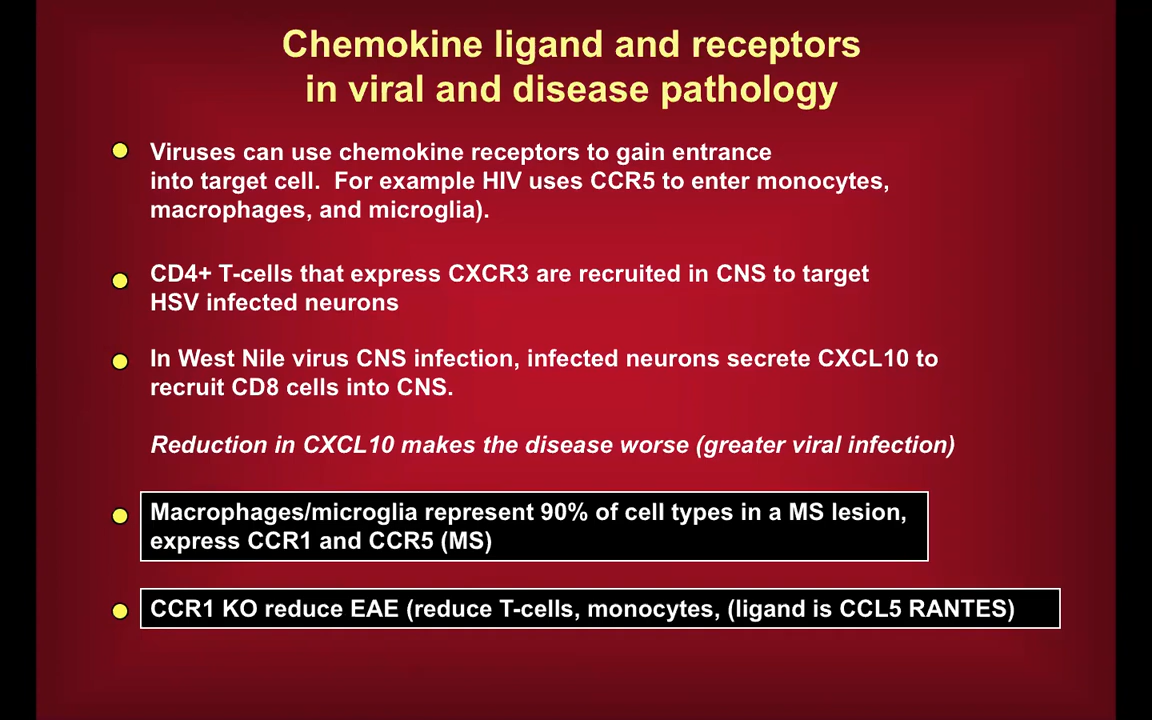 Chemokine ligand and receptors
in viral and disease pathology
Viruses can use chemokine receptors to gain entrance
into target cell.  For example HIV uses CCR5 to enter monocytes,
macrophages, and microglia).
CD4+ T-cells that express CXCR3 are recruited in CNS to target
HSV infected neurons
In West Nile virus CNS infection, infected neurons secrete CXCL10 to
recruit CD8 cells into CNS.
Reduction in CXCL10 makes the disease worse (greater viral infection)
Macrophages/microglia represent 90% of cell types in a MS lesion,
express CCR1 and CCR5 (MS)
CCR1 KO reduce EAE (reduce T-cells, monocytes, (ligand is CCL5 RANTES)